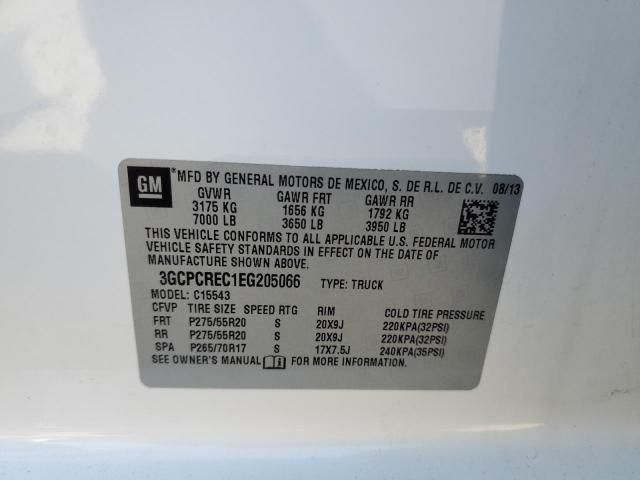 GM ® MFD BY GENERAL MOTORS DE MEXICO, S. DE R.L. DE C.V. 08/13
GVWR GAWR FRT GAWR RR
3175 KG 1656 KG 1792 KG
7000 LB 3650 LB 3950 LB
THIS VEHICLE CONFORMS TO ALL APPLICABLE U.S. FEDERAL MOTOR
VEHICLE SAFETY STANDARDS IN EFFECT ON THE DATE OF
MANUFACTURE SHOWN ABOVE.
3GCPCREC1EG205066 TYPE: TRUCK
MODEL: C15543
CFVP TIRE SIZE SPEED RTG RIM COLD TIRE PRESSURE
FRT P275/55R20 S 20X9J 220KPA(32PSI)
RR P275/55R20 S 20X9J 220KPA(32PSI)
SPA P265/70R17 S 17X7.5J 240KPA(35PSI)
SEE OWNER'S MANUAL FOR MORE INFORMATION.